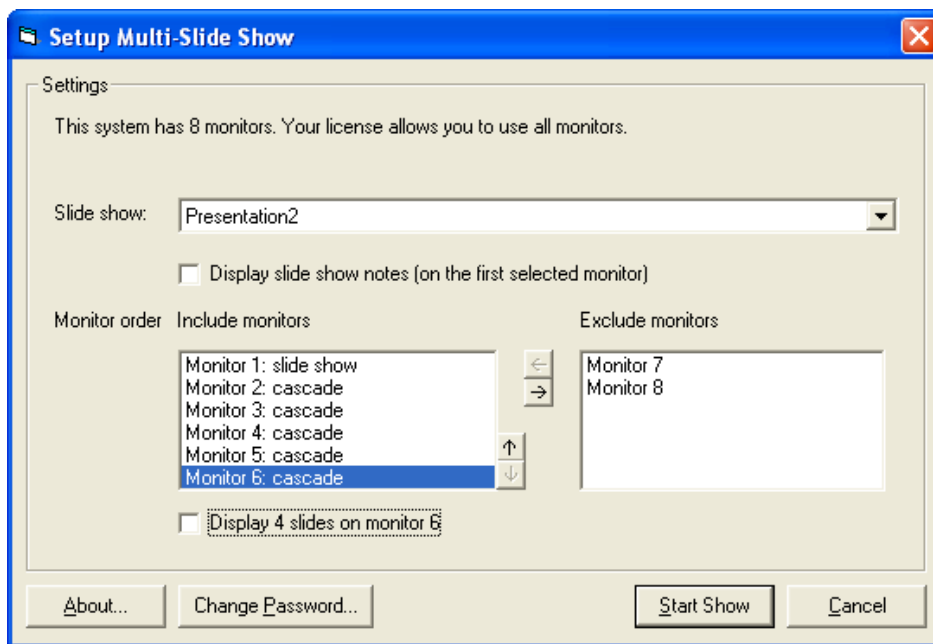 Setup Multi-Slide Show
Settings
This system has 8 monitors. Your license allows you to use all monitors.
Slide show: Presentation2
Display slide show notes (on the first selected monitor)
Monitor order Include monitors Exclude monitors
Monitor 1: slide show Monitor 7
Monitor 2: cascade Monitor 8
Monitor 3: cascade
Monitor 4: cascade
Monitor 5: cascade
Monitor 6: cascade
Display 4 slides on monitor 6
About... Change Password... Start Show Cancel